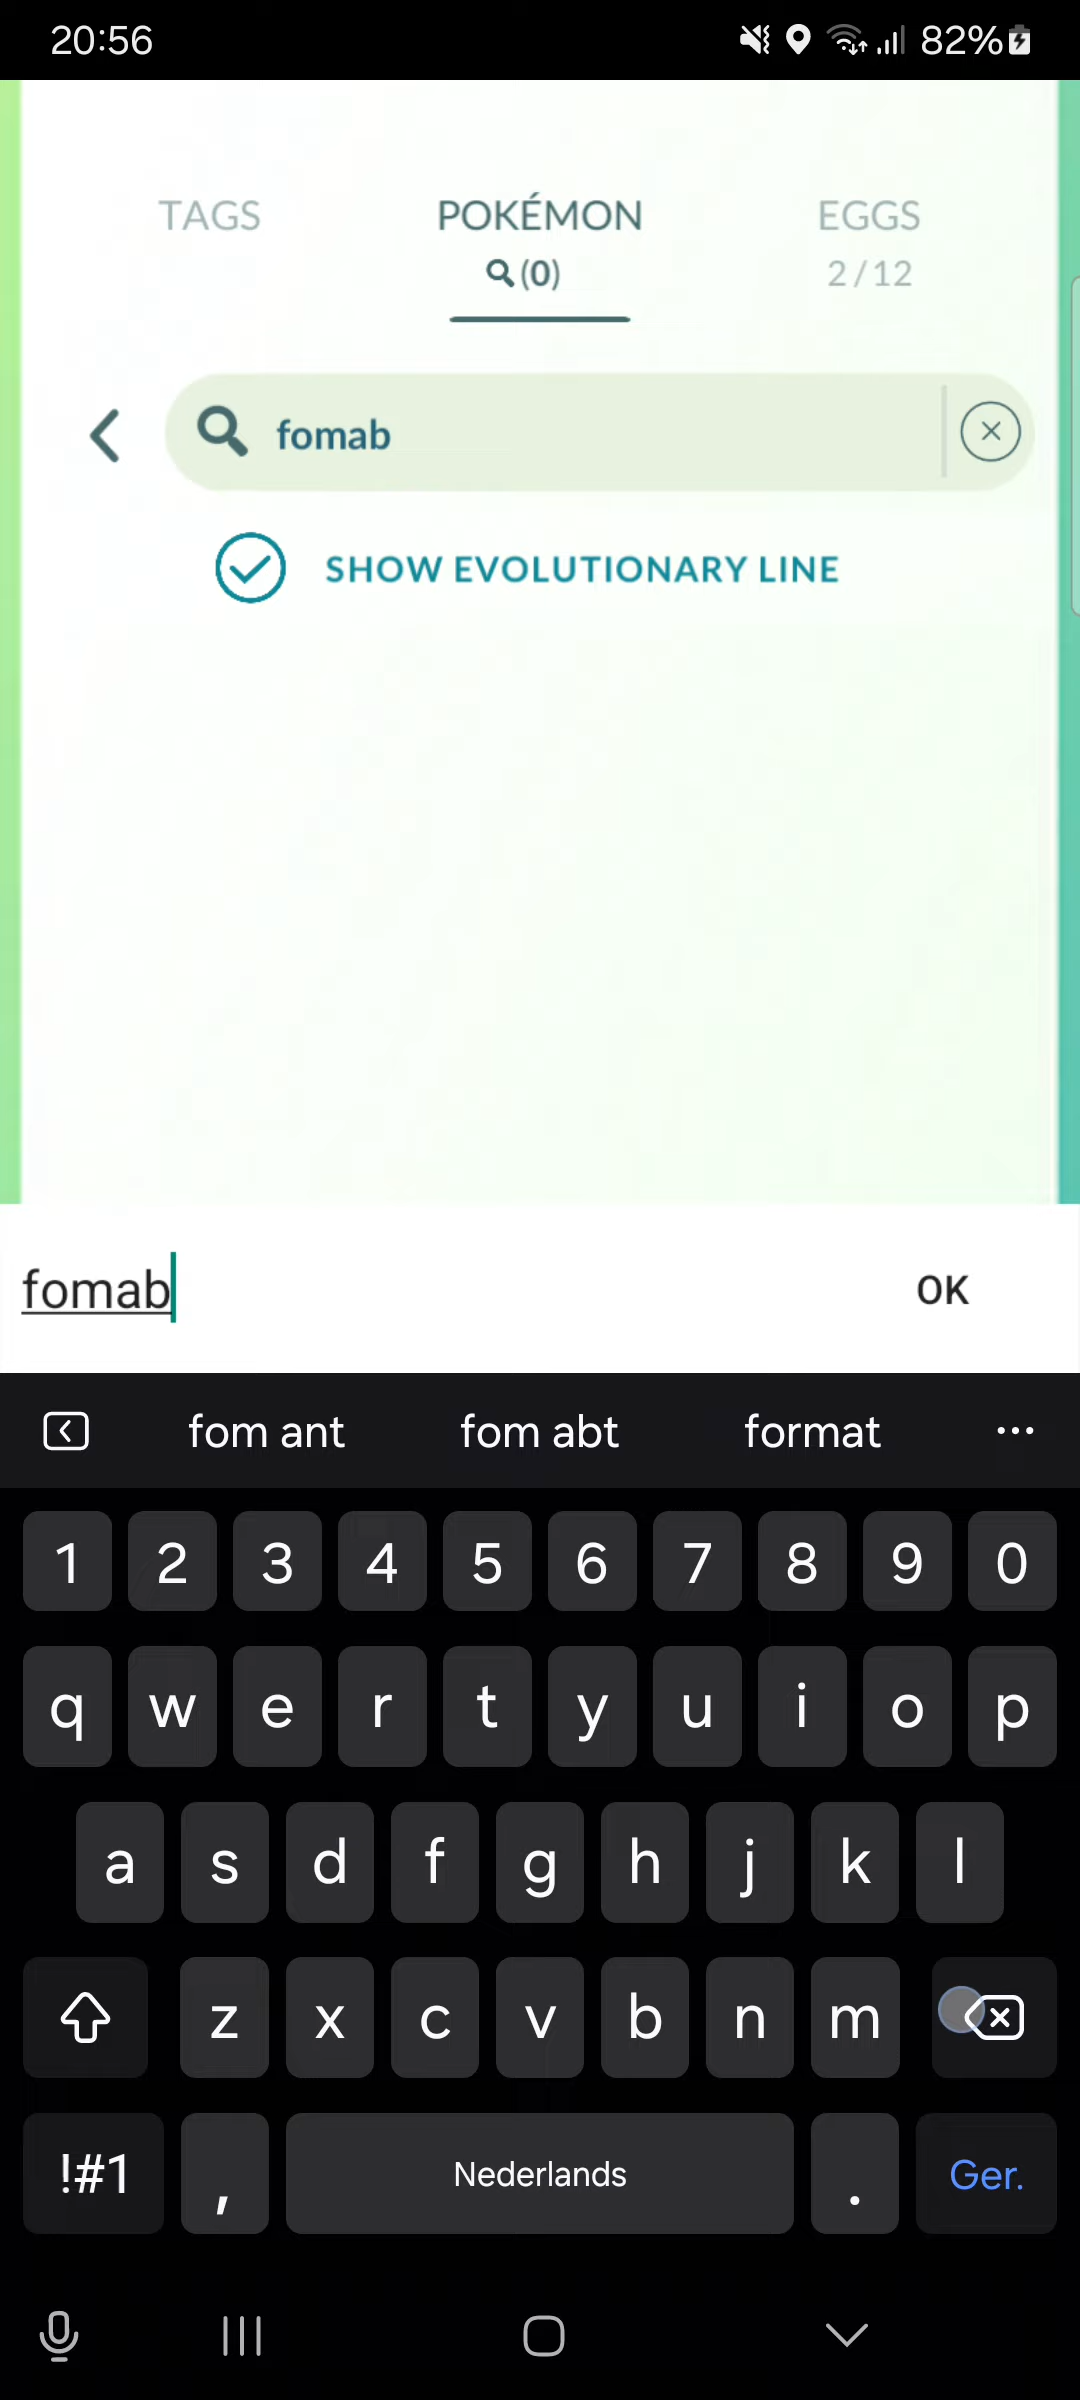 20:56
82%
TAGS
POKÉMON
EGGS
(0)
2/12
fomab
SHOW EVOLUTIONARY LINE
fomab
OK
fom ant
fom abt
format
1 2 3 4 5 6 7 8 9 0
q w e r t y u i o p
a s d f g h j k l
z x c v b n m
!#1 , Nederlands . Ger.